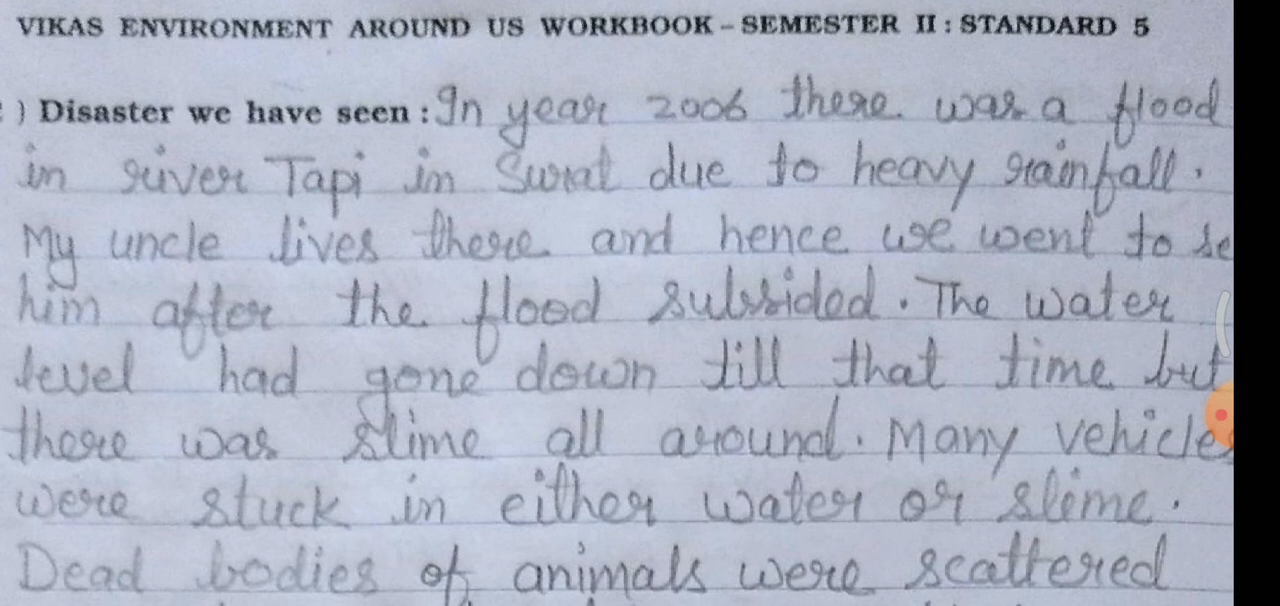 VIKAS ENVIRONMENT AROUND US WORKBOOK – SEMESTER II : STANDARD 5
) Disaster we have seen : In year 2006 there was a flood
in river Tapi in Surat due to heavy rainfall.
My uncle lives there and hence we went to se
him after the flood subsided. The water
level had gone down till that time but
there was slime all around. Many vehicles
were stuck in either water or slime.
Dead bodies of animals were scattered